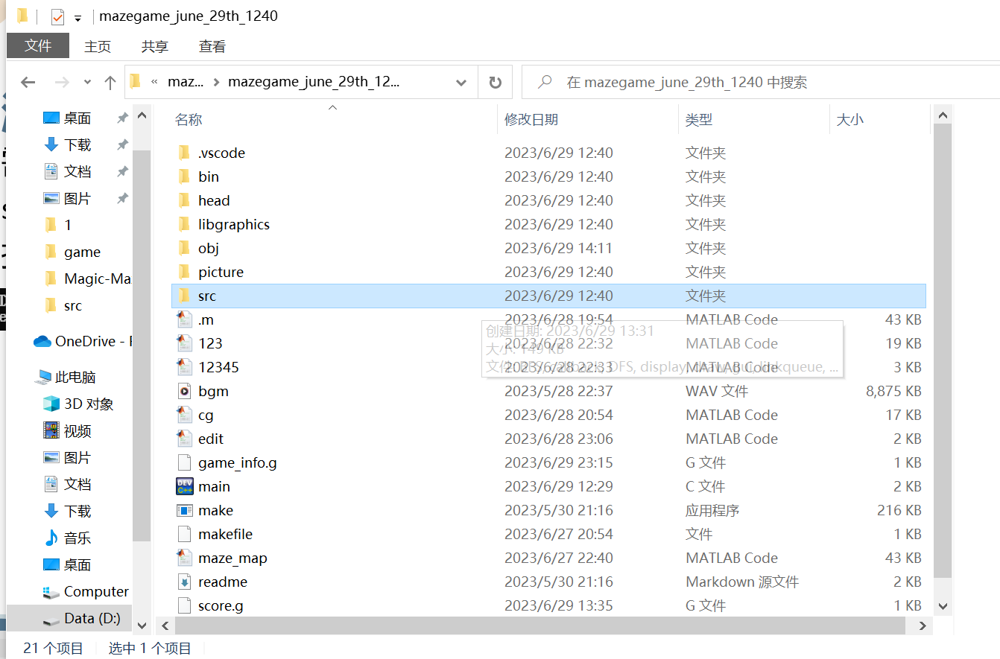 mazegame_june_29th_1240
文件 主页 共享 查看
« maz... mazegame_june_29th_12... 在 mazegame_june_29th_1240 中搜索
名称 修改日期 类型 大小
桌面
下载
文档
图片
1
game
Magic-Ma
src
OneDrive -
此电脑
3D 对象
视频
图片
文档
下载
音乐
桌面
Computer
Data (D:)
.vscode 2023/6/29 12:40 文件夹
bin 2023/6/29 12:40 文件夹
head 2023/6/29 12:40 文件夹
libgraphics 2023/6/29 12:40 文件夹
obj 2023/6/29 14:11 文件夹
picture 2023/6/29 12:40 文件夹
src 2023/6/29 12:40 文件夹
.m 2023/6/28 19:54 MATLAB Code 43 KB
创建日期: 2023/6/29 13:31
123 2023/6/28 22:32 MATLAB Code 19 KB
大小: 149 KB
12345 2023/6/28 22:33 MATLAB Code 3 KB
文件: BFS, callback, DFS, display, draw, gui, linkqueue, ...
bgm 2023/5/28 22:37 WAV 文件 8,875 KB
cg 2023/6/28 20:54 MATLAB Code 17 KB
edit 2023/6/28 23:06 MATLAB Code 2 KB
game_info.g 2023/6/29 23:15 G 文件 1 KB
main 2023/6/29 12:29 C 文件 2 KB
make 2023/5/30 21:16 应用程序 216 KB
makefile 2023/6/27 20:54 文件 1 KB
maze_map 2023/6/27 22:40 MATLAB Code 43 KB
readme 2023/5/30 21:16 Markdown 源文件 2 KB
score.g 2023/6/29 13:35 G 文件 1 KB
21 个项目 选中 1 个项目